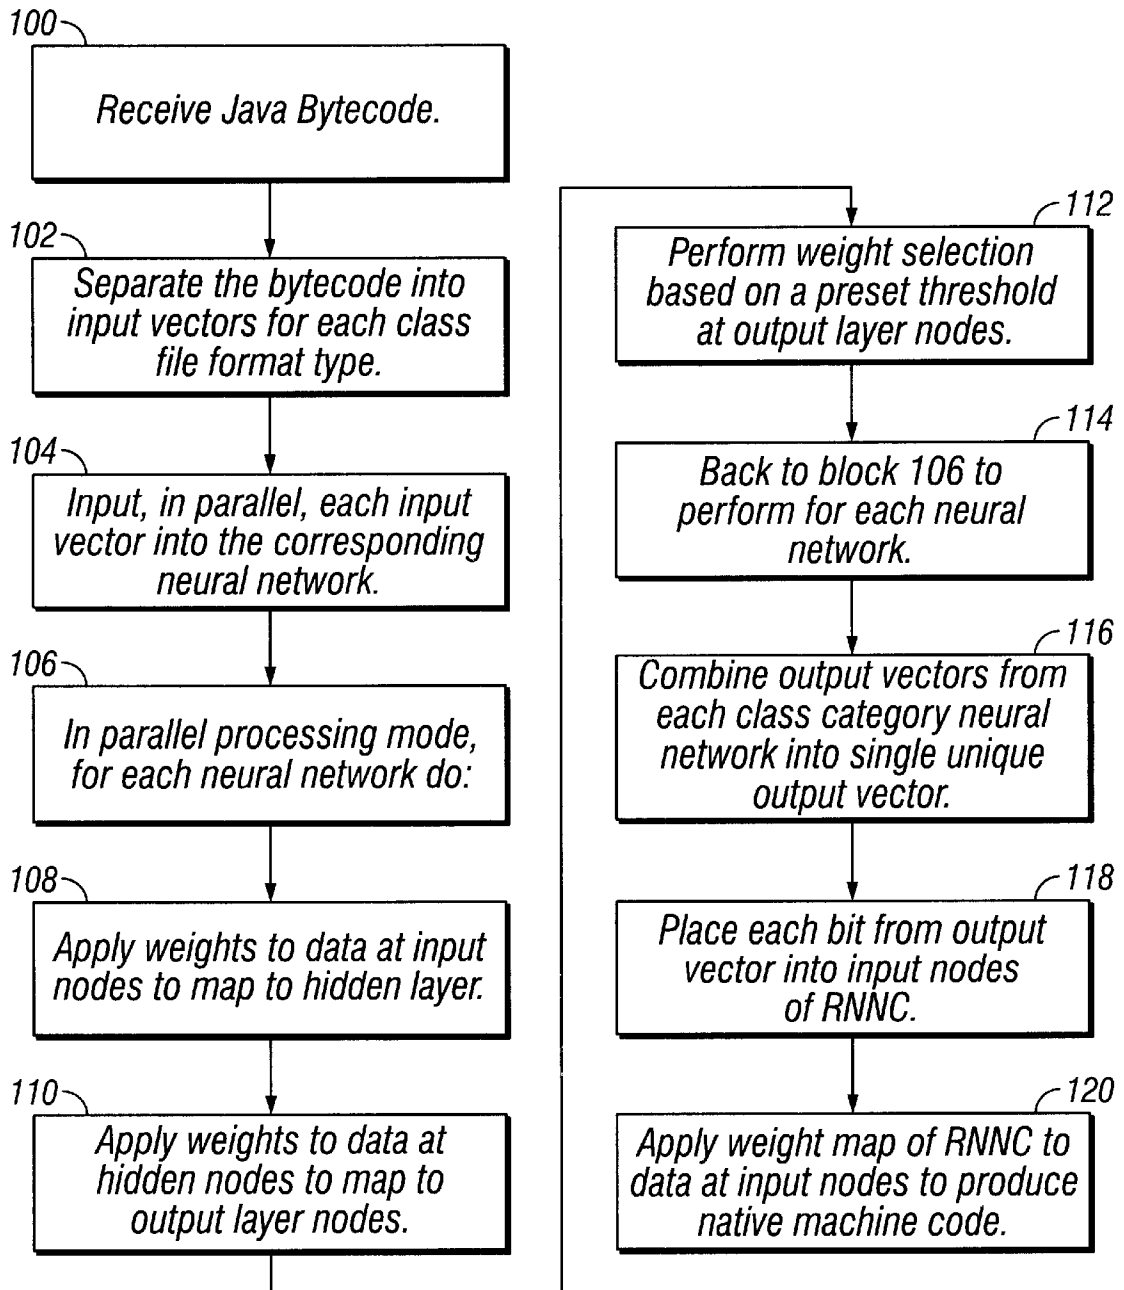 100
Receive Java Bytecode.
102
Separate the bytecode into
input vectors for each class
file format type.
104
Input, in parallel, each input
vector into the corresponding
neural network.
106
In parallel processing mode,
for each neural network do:
108
Apply weights to data at input
nodes to map to hidden layer.
110
Apply weights to data at
hidden nodes to map to
output layer nodes.
112
Perform weight selection
based on a preset threshold
at output layer nodes.
114
Back to block 106 to
perform for each neural
network.
116
Combine output vectors from
each class category neural
network into single unique
output vector.
118
Place each bit from output
vector into input nodes
of RNNC.
120
Apply weight map of RNNC to
data at input nodes to produce
native machine code.